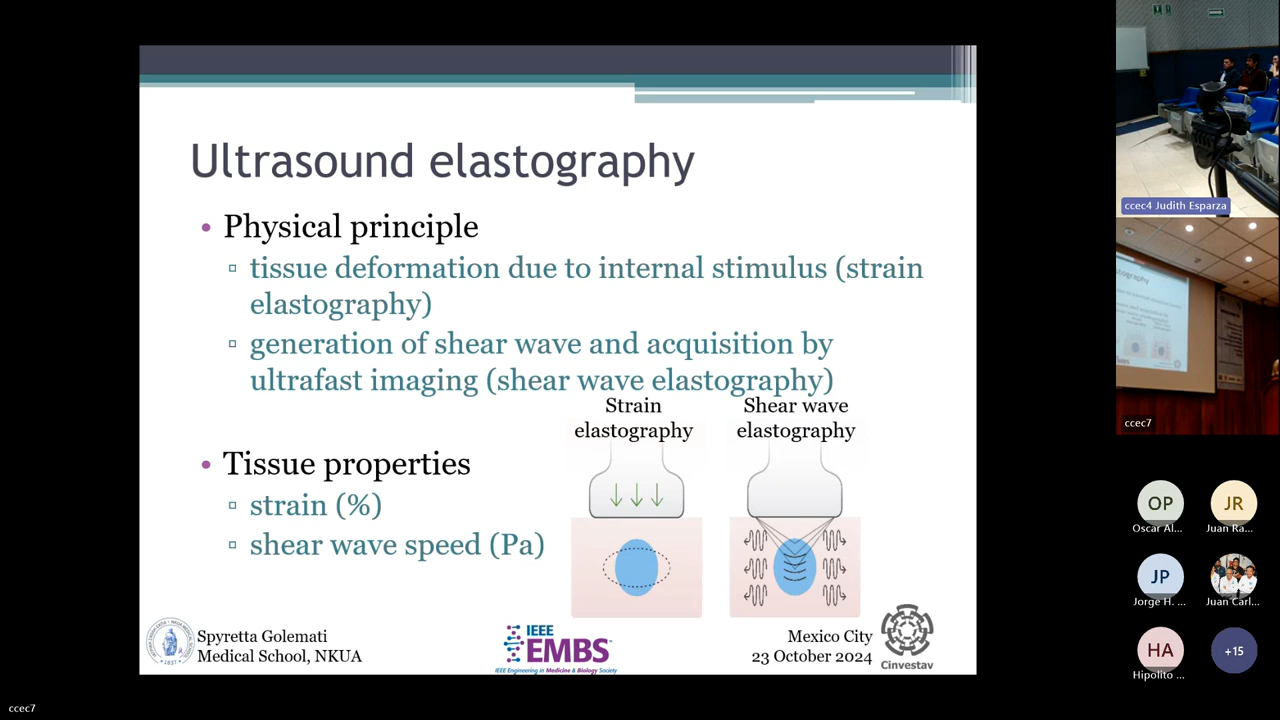 Ultrasound elastography
• Physical principle
▫ tissue deformation due to internal stimulus (strain
elastography)
▫ generation of shear wave and acquisition by
ultrafast imaging (shear wave elastography)
Strain
elastography
Shear wave
elastography
• Tissue properties
▫ strain (%)
▫ shear wave speed (Pa)
Spyretta Golemati
Medical School, NKUA
IEEE
EMBS
IEEE Engineering in Medicine & Biology Society
Mexico City
23 October 2024
Cinvestav
1837
ccec4 Judith Esparza
ccec7
OP
Oscar Al...
JR
Juan Ra...
JP
Jorge H. ...
Juan Carl...
HA
Hipolito ...
+15
ccec7